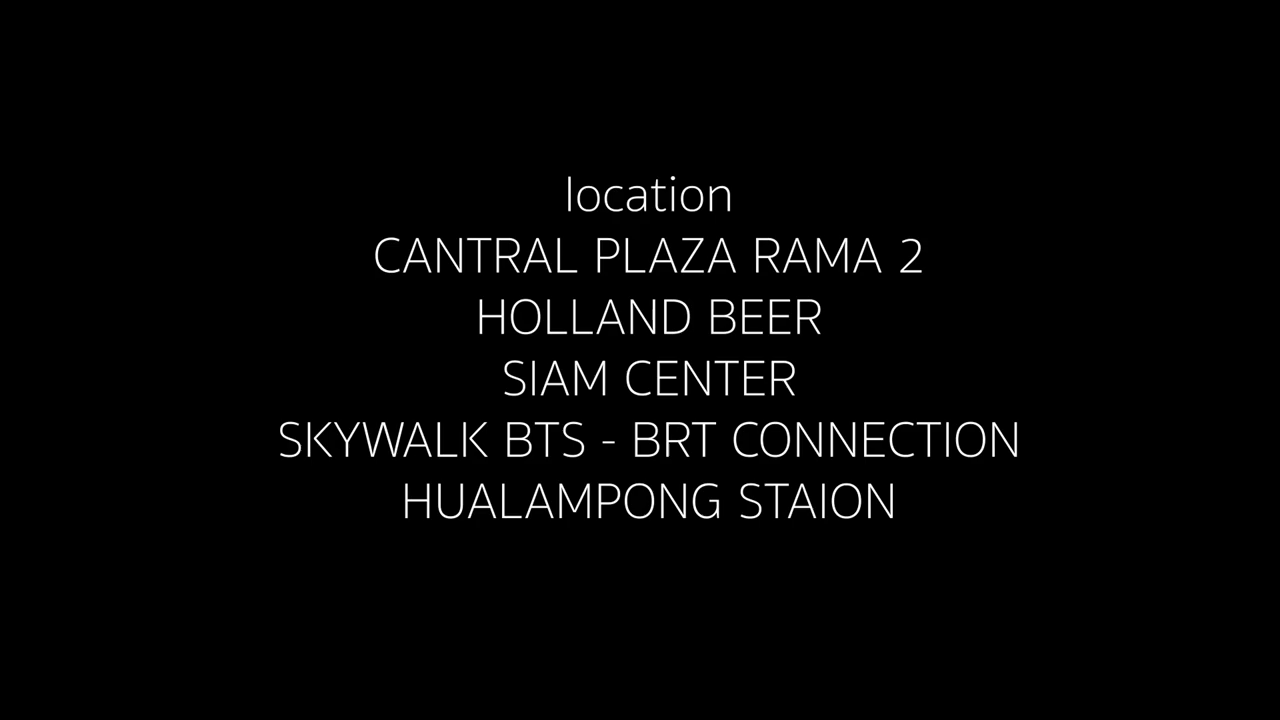 location
CANTRAL PLAZA RAMA 2
HOLLAND BEER
SIAM CENTER
SKYWALK BTS - BRT CONNECTION
HUALAMPONG STAION